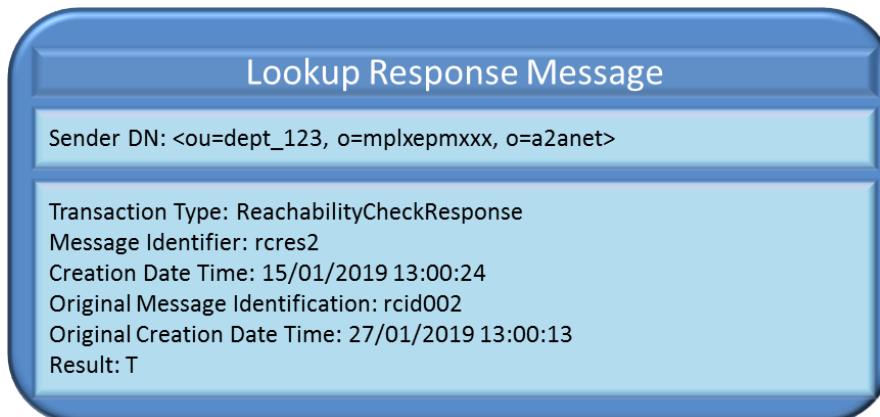 Lookup Response Message
Sender DN: <ou=dept_123, o=mplxepmxxx, o=a2anet>
Transaction Type: ReachabilityCheckResponse
Message Identifier: rcres2
Creation Date Time: 15/01/2019 13:00:24
Original Message Identification: rcid002
Original Creation Date Time: 27/01/2019 13:00:13
Result: T